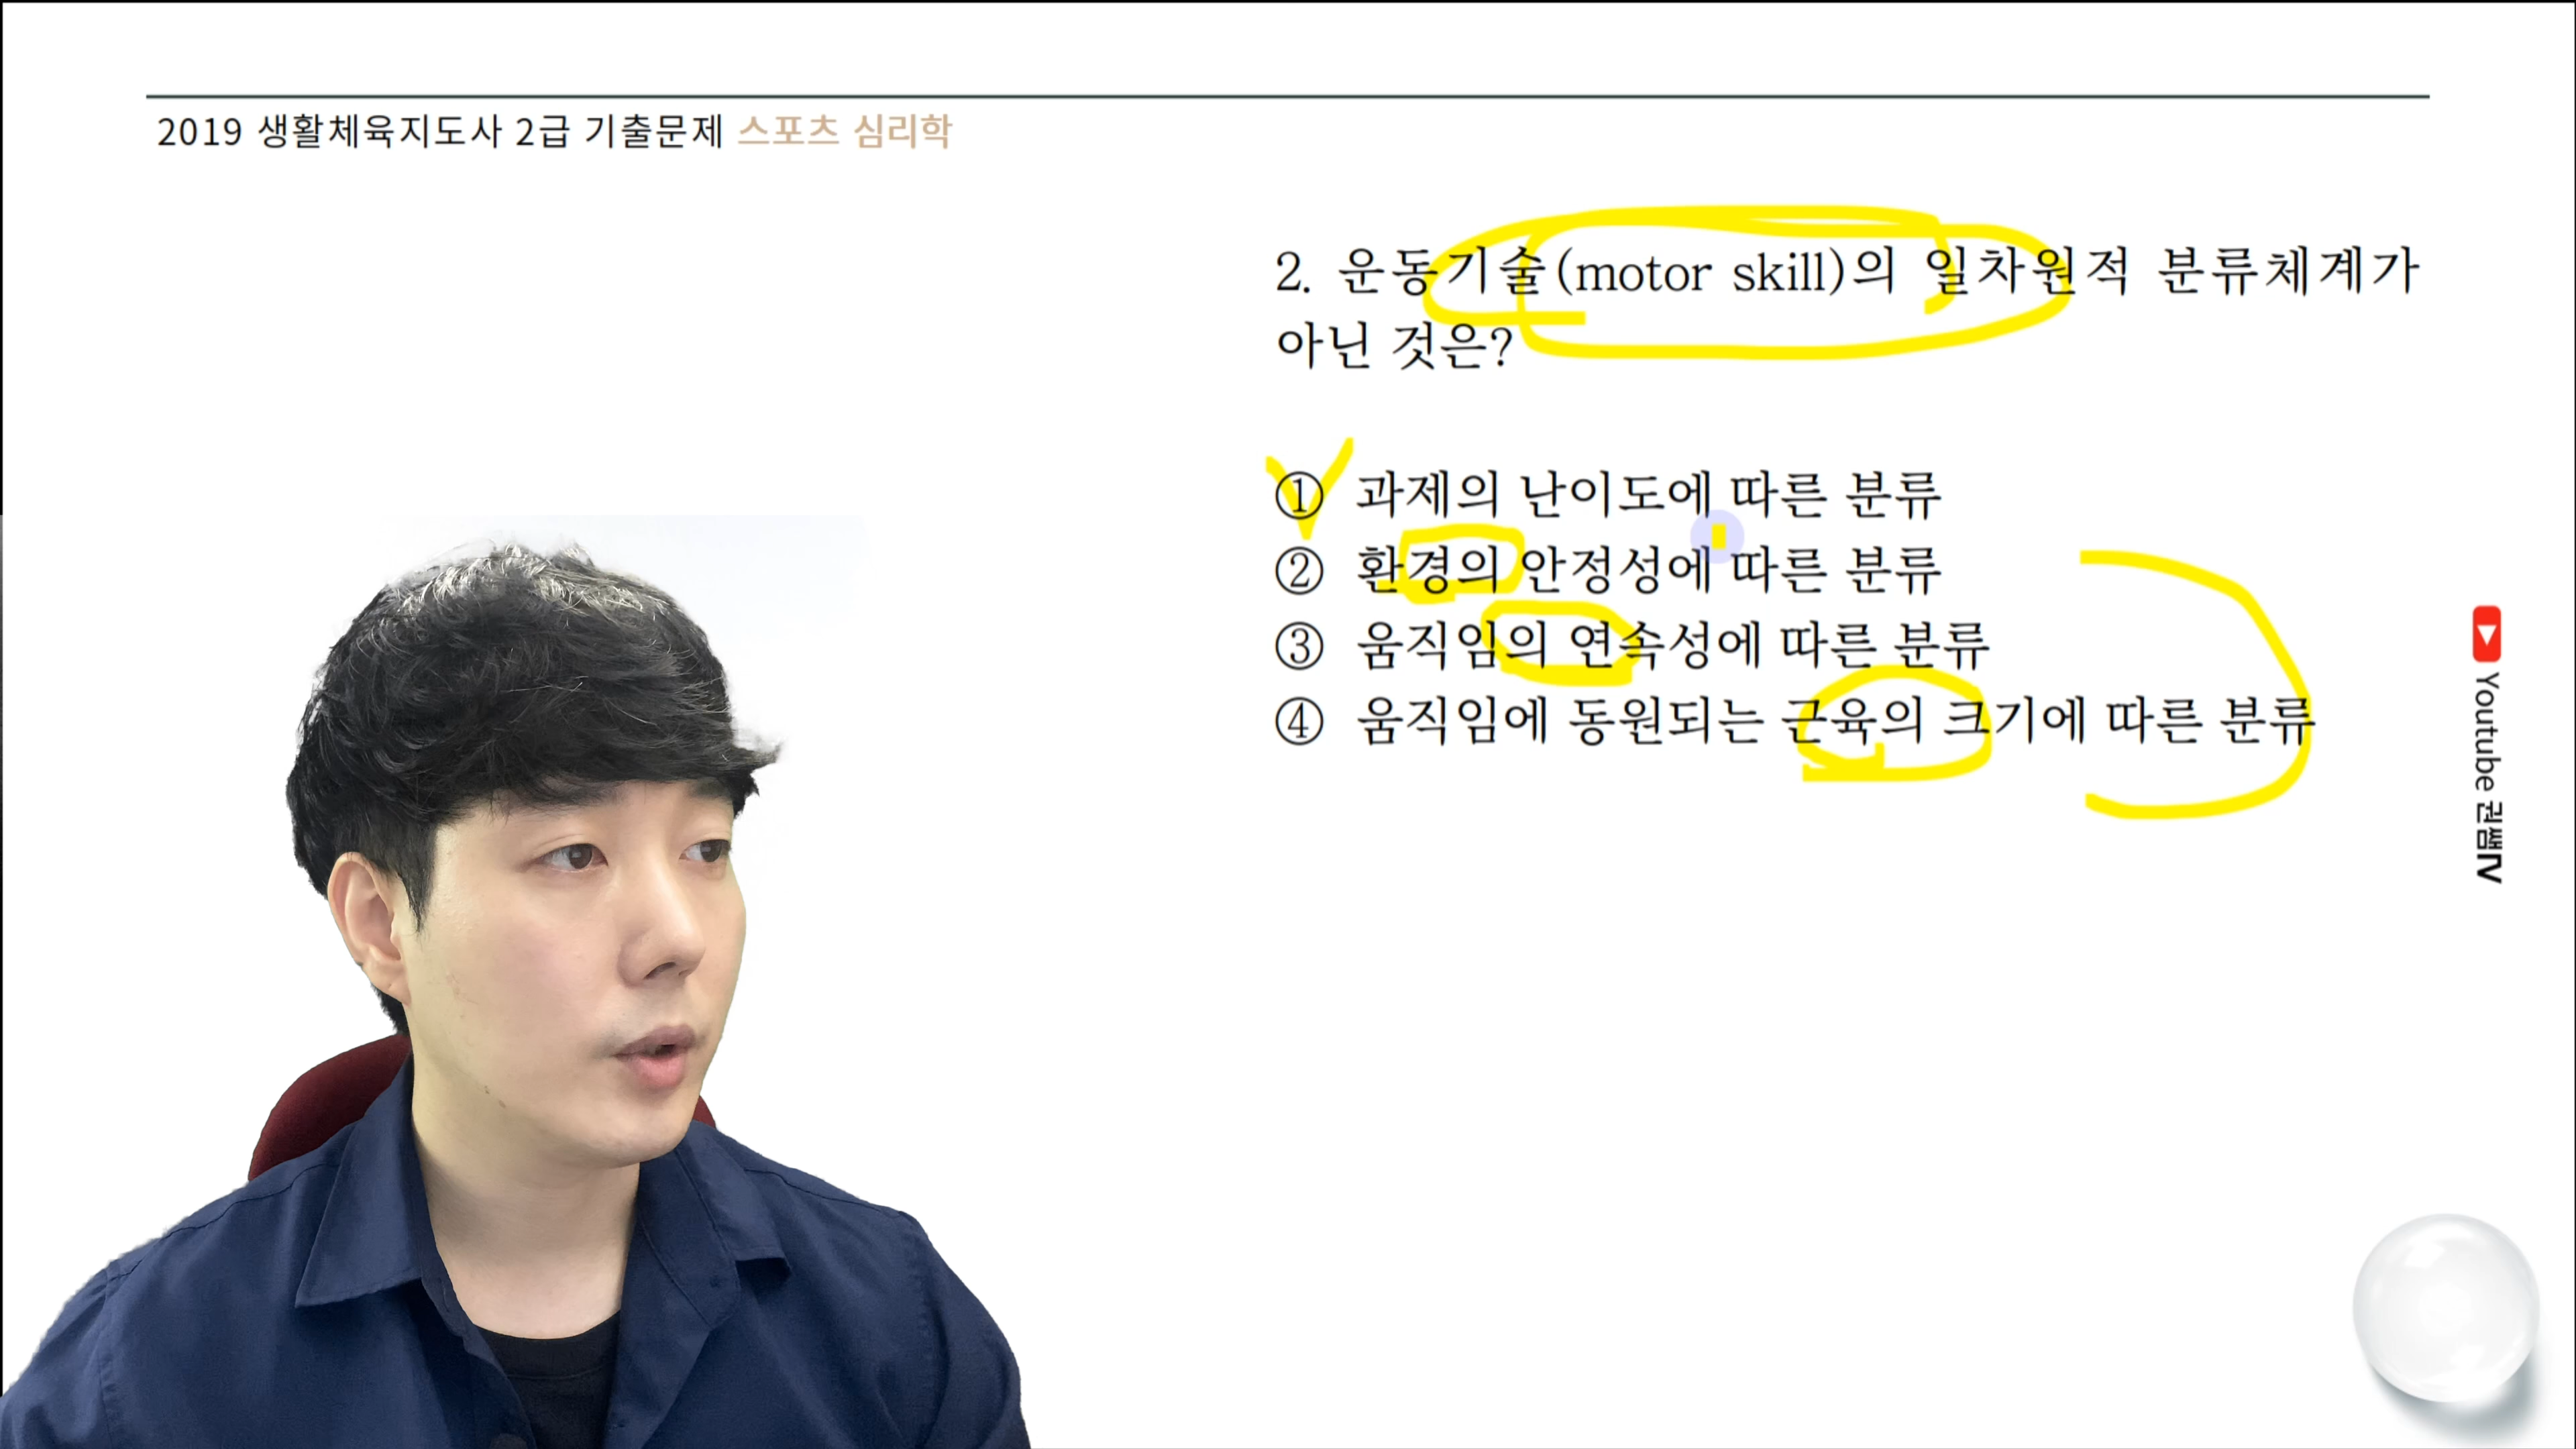 2019 생활체육지도사 2급 기출문제 스포츠 심리학
2. 운동기술(motor skill)의 일차원적 분류체계가
아닌 것은?
① 과제의 난이도에 따른 분류
② 환경의 안정성에 따른 분류
③ 움직임의 연속성에 따른 분류
④ 움직임에 동원되는 근육의 크기에 따른 분류
Youtube 권쌤TV